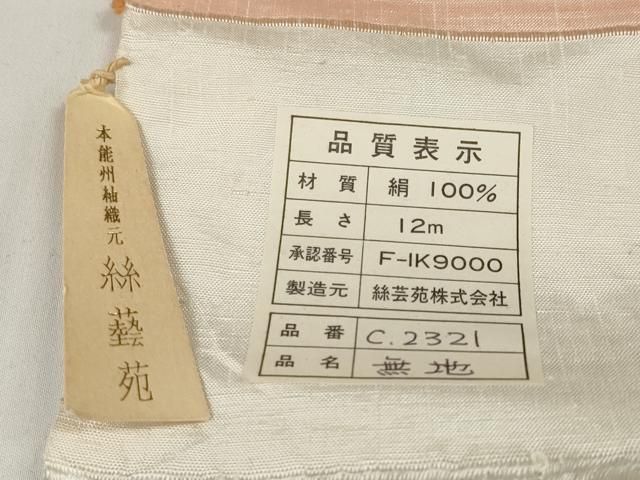 本能州紬織元
絲藝苑
品質表示
材質 絹 100%
長さ 12m
承認番号 F-IK9000
製造元 絲芸苑株式会社
品番 C.2321
品名 無地